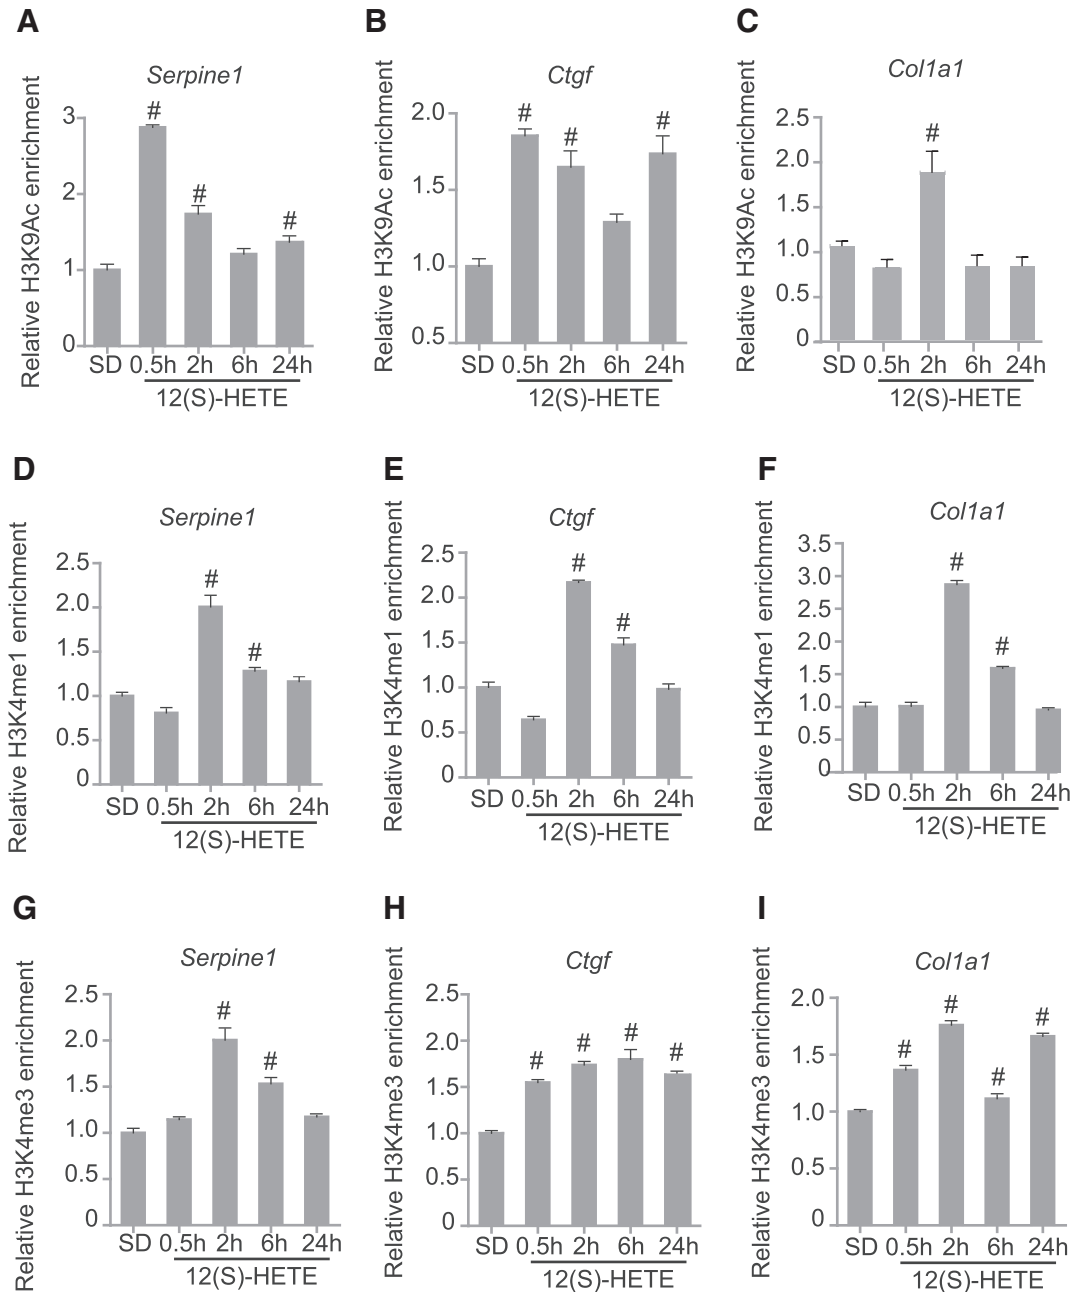 A
Serpine1
Relative H3K9Ac enrichment
3
2
1
0
#
#
#
SD 0.5h 2h 6h 24h
12(S)-HETE
B
Ctgf
Relative H3K9Ac enrichment
2.0
1.5
1.0
0.5
#
#
#
SD 0.5h 2h 6h 24h
12(S)-HETE
C
Col1a1
Relative H3K9Ac enrichment
2.5
2.0
1.5
1.0
0.5
0
#
SD 0.5h 2h 6h 24h
12(S)-HETE
D
Serpine1
Relative H3K4me1 enrichment
2.5
2.0
1.5
1.0
0.5
0
#
#
SD 0.5h 2h 6h 24h
12(S)-HETE
E
Ctgf
Relative H3K4me1 enrichment
2.5
2.0
1.5
1.0
0.5
0
#
#
SD 0.5h 2h 6h 24h
12(S)-HETE
F
Col1a1
Relative H3K4me1 enrichment
3.5
3.0
2.5
2.0
1.5
1.0
0.5
0
#
#
SD 0.5h 2h 6h 24h
12(S)-HETE
G
Serpine1
Relative H3K4me3 enrichment
2.5
2.0
1.5
1.0
0.5
0
#
#
SD 0.5h 2h 6h 24h
12(S)-HETE
H
Ctgf
Relative H3K4me3 enrichment
2.5
2.0
1.5
1.0
0.5
0
#
#
#
#
SD 0.5h 2h 6h 24h
12(S)-HETE
I
Col1a1
Relative H3K4me3 enrichment
2.0
1.5
1.0
0.5
0
#
#
#
#
SD 0.5h 2h 6h 24h
12(S)-HETE